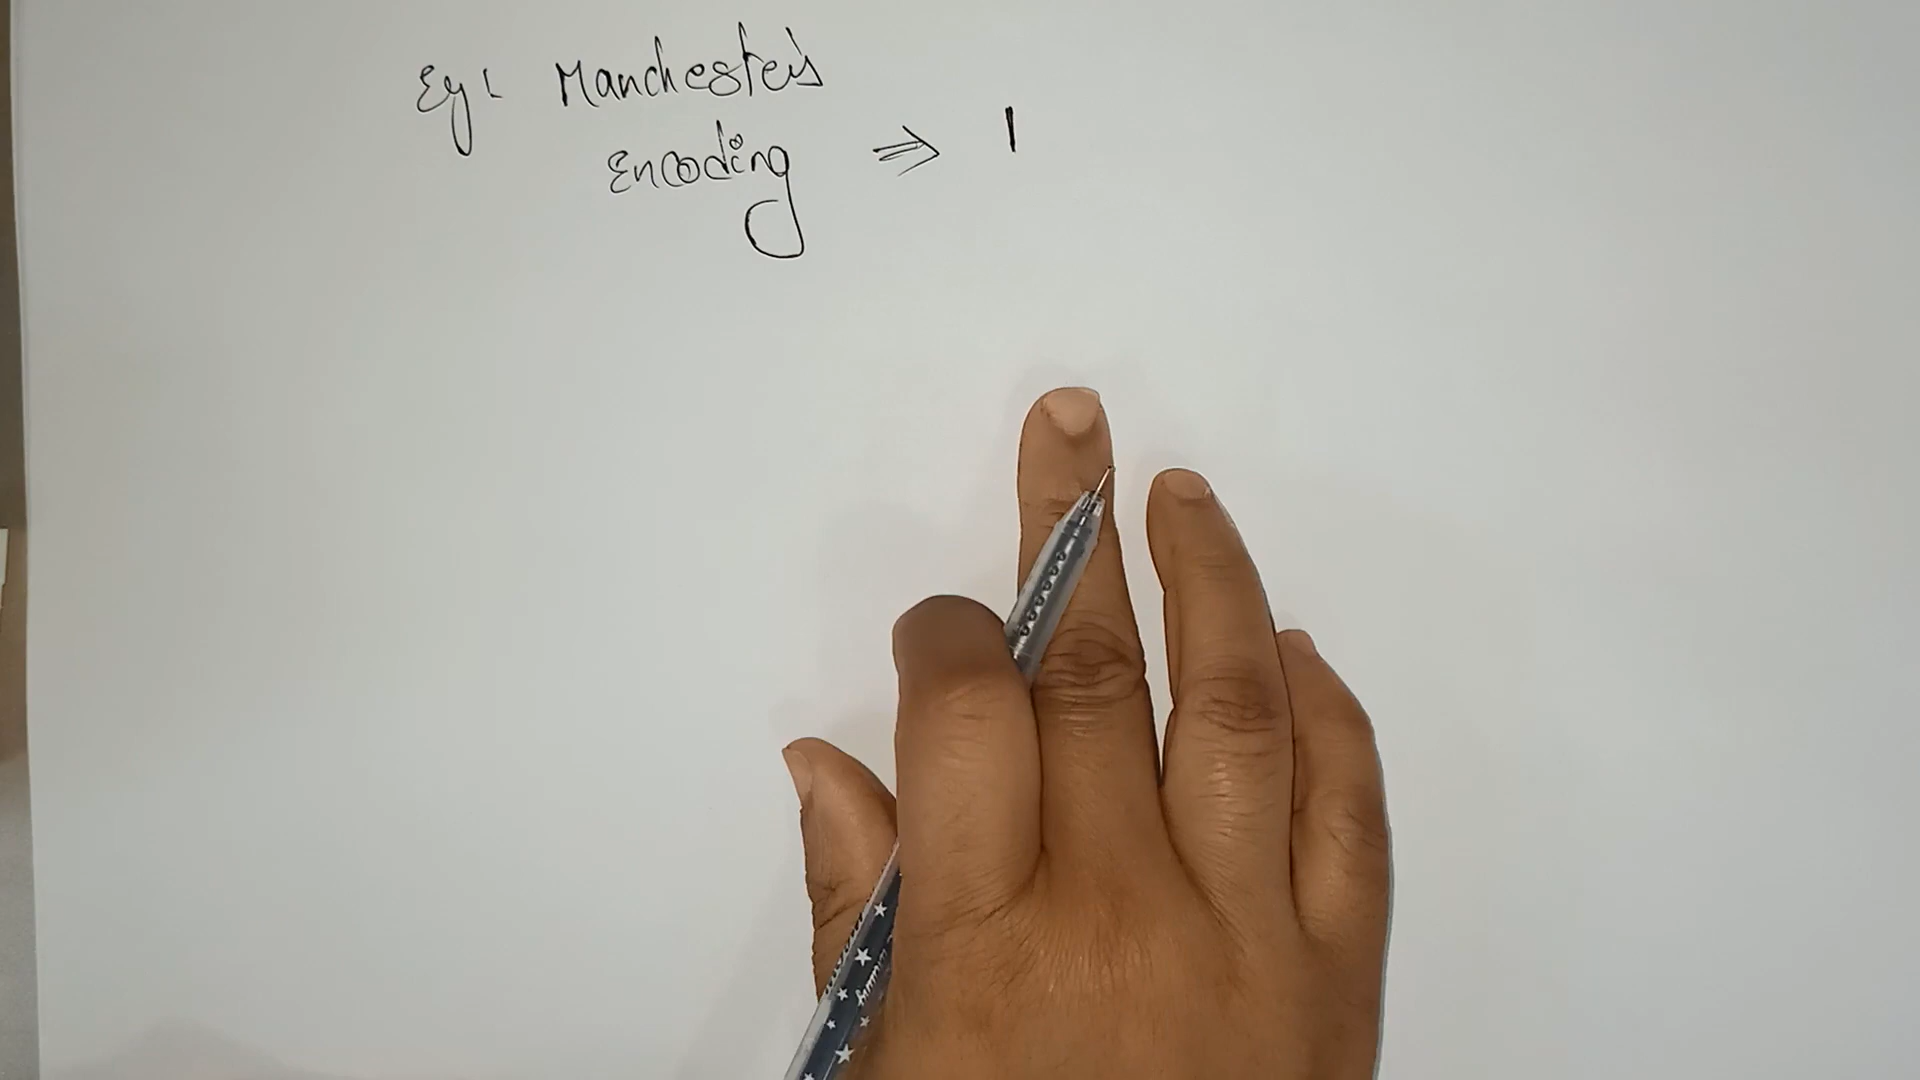 Eg: Manchester's
Encoding ⇒ 1